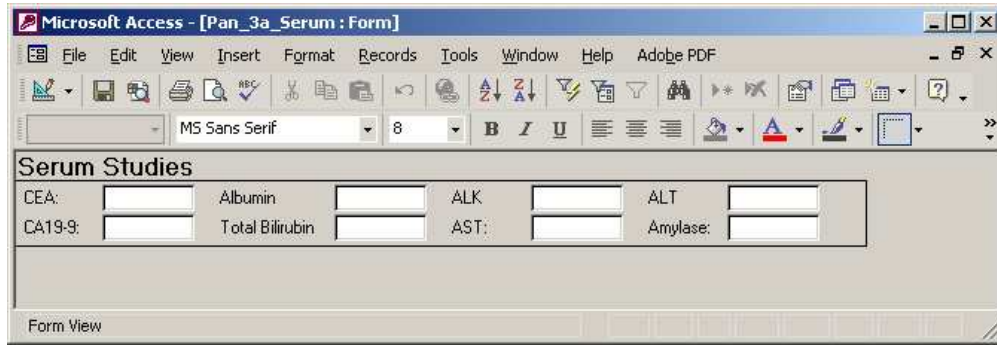 Microsoft Access - [Pan_3a_Serum : Form]
File Edit View Insert Format Records Tools Window Help Adobe PDF
MS Sans Serif 8 B I U A
Serum Studies
CEA: Albumin ALK ALT
CA19-9: Total Bilirubin AST: Amylase:
Form View